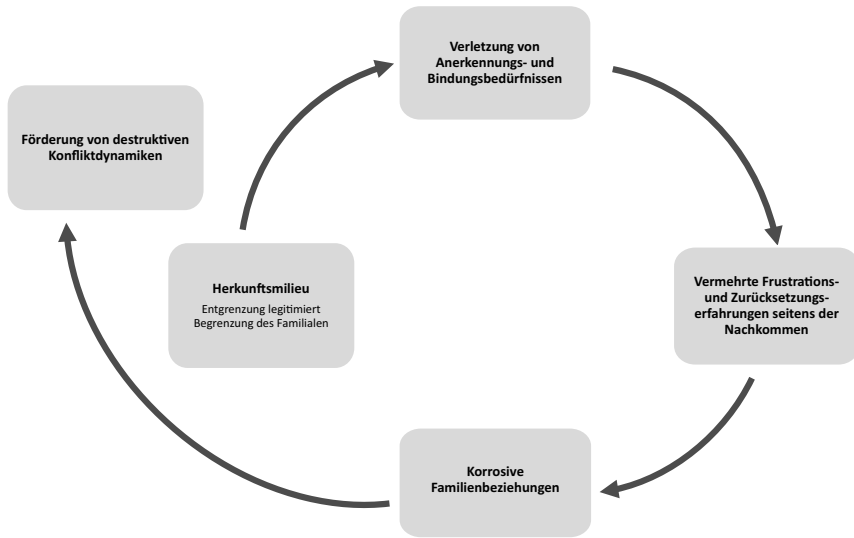 Verletzung von
Anerkennungs- und
Bindungsbedürfnissen
Förderung von destruktiven
Konfliktdynamiken
Herkunftsmilieu
Entgrenzung legitimiert
Begrenzung des Familialen
Vermehrte Frustrations-
und Zurücksetzungs-
erfahrungen seitens der
Nachkommen
Korrosive
Familienbeziehungen